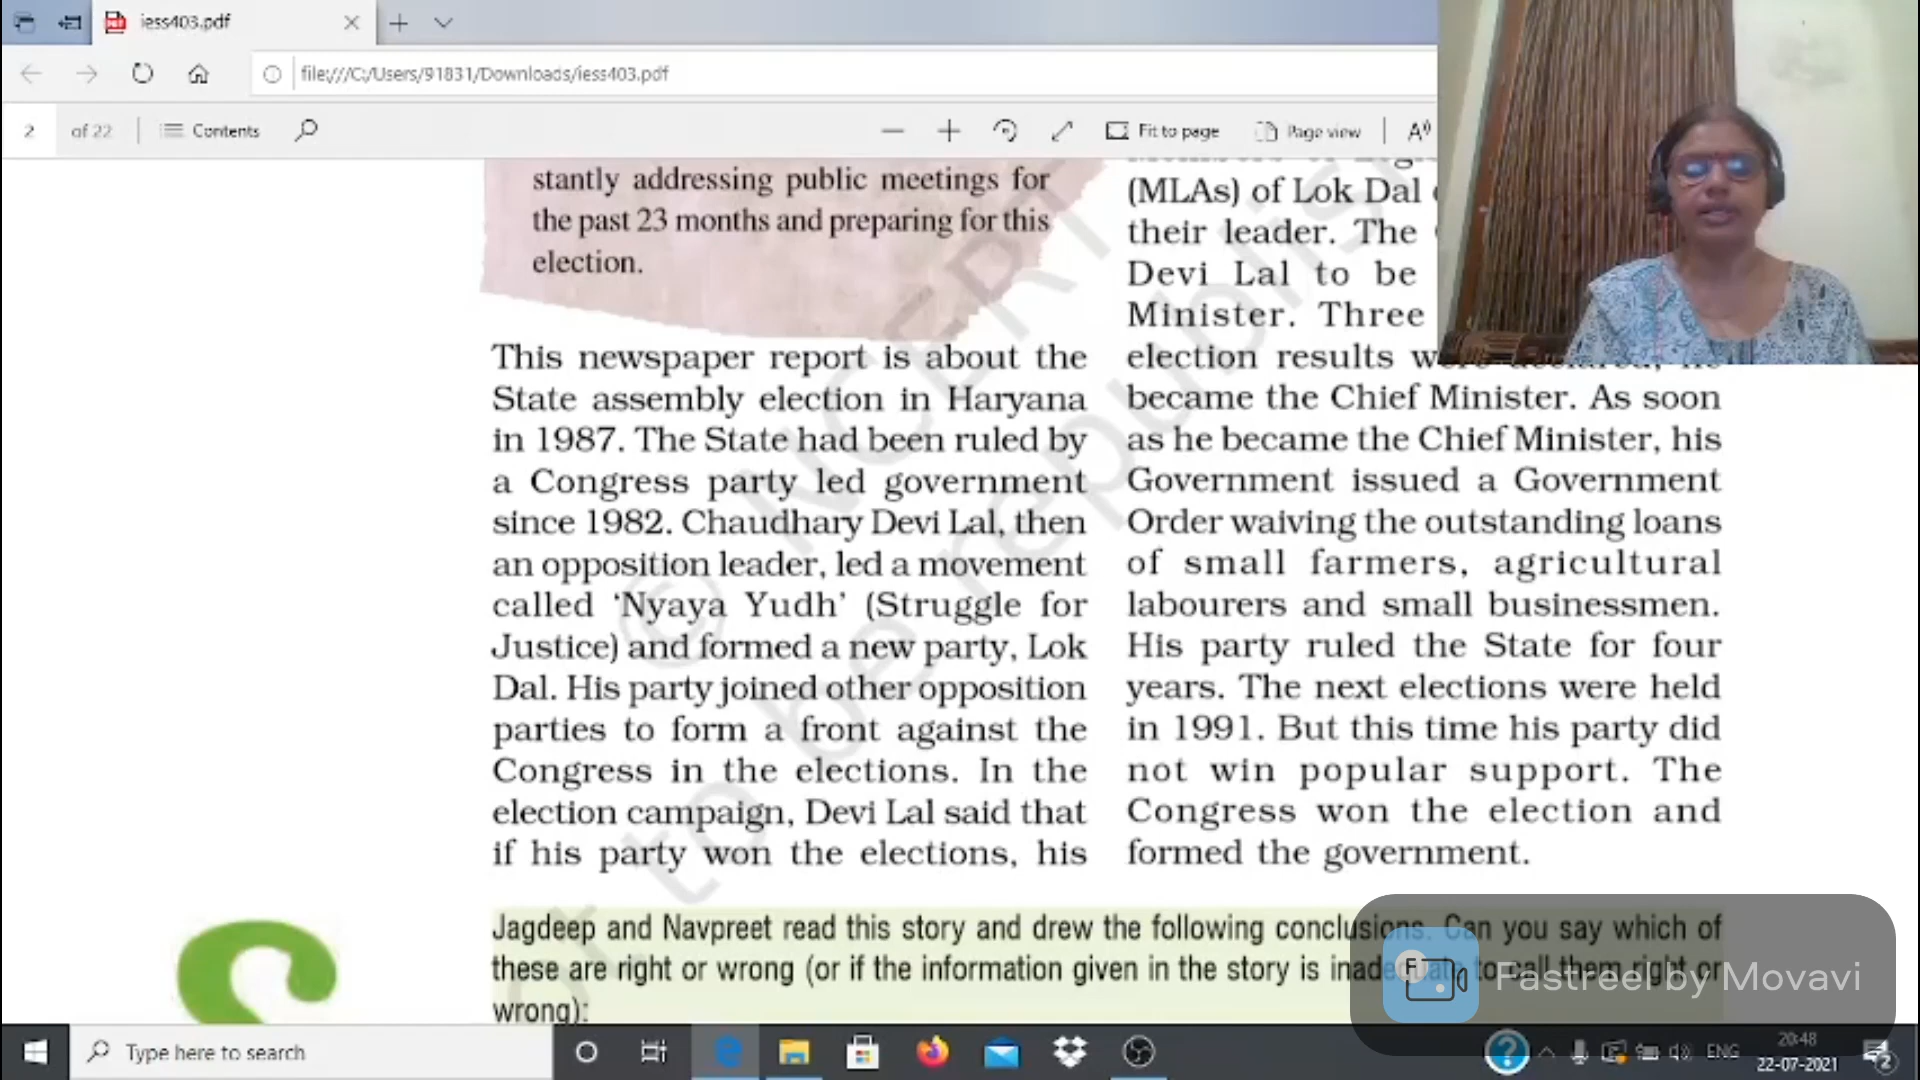 iess403.pdf
file:///C:/Users/91831/Downloads/iess403.pdf
2 of 22 Contents Fit to page Page view
stantly addressing public meetings for
the past 23 months and preparing for this
election.
This newspaper report is about the
State assembly election in Haryana
in 1987. The State had been ruled by
a Congress party led government
since 1982. Chaudhary Devi Lal, then
an opposition leader, led a movement
called ‘Nyaya Yudh’ (Struggle for
Justice) and formed a new party, Lok
Dal. His party joined other opposition
parties to form a front against the
Congress in the elections. In the
election campaign, Devi Lal said that
if his party won the elections, his
(MLAs) of Lok Dal
their leader. The
Devi Lal to be
Minister. Three
election results
became the Chief Minister. As soon
as he became the Chief Minister, his
Government issued a Government
Order waiving the outstanding loans
of small farmers, agricultural
labourers and small businessmen.
His party ruled the State for four
years. The next elections were held
in 1991. But this time his party did
not win popular support. The
Congress won the election and
formed the government.
Jagdeep and Navpreet read this story and drew the following conclusions. Can you say which of
these are right or wrong (or if the information given in the story is inadequate to call them right or
wrong):
© NCERT
to be republis
Fastreel by Movavi
Type here to search
ENG
20:48
22-07-2021
2